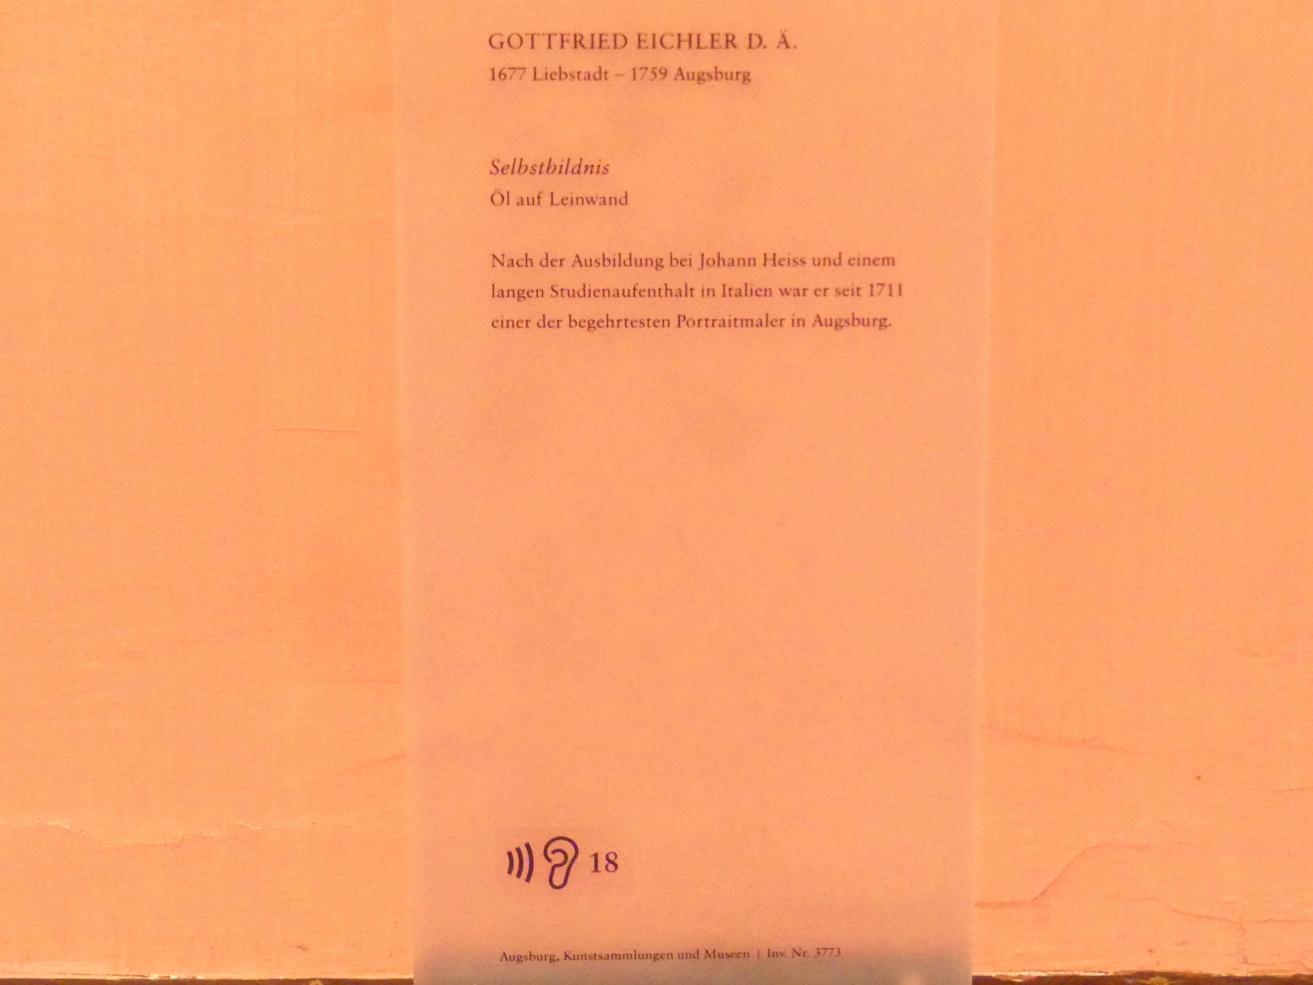 GOTTFRIED EICHLER D. Ä.
1677 Liebstadt – 1759 Augsburg
Selbstbildnis
Öl auf Leinwand
Nach der Ausbildung bei Johann Heiss und einem
langen Studienaufenthalt in Italien war er seit 1711
einer der begehrtesten Portraitmaler in Augsburg.
18
Augsburg, Kunstsammlungen und Museen | Inv. Nr. 3773